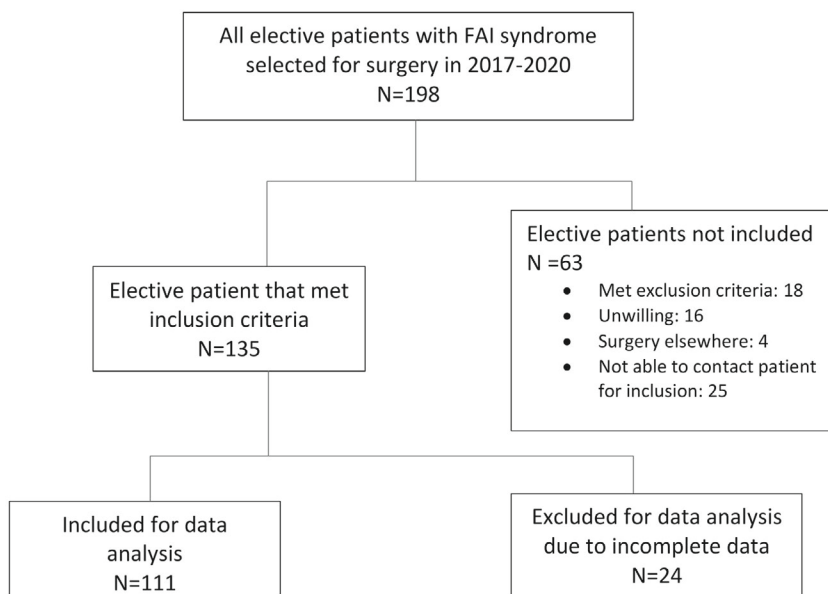 All elective patients with FAI syndrome
selected for surgery in 2017-2020
N=198
Elective patients not included
N =63
• Met exclusion criteria: 18
• Unwilling: 16
• Surgery elsewhere: 4
• Not able to contact patient
for inclusion: 25
Elective patient that met
inclusion criteria
N=135
Included for data
analysis
N=111
Excluded for data analysis
due to incomplete data
N=24